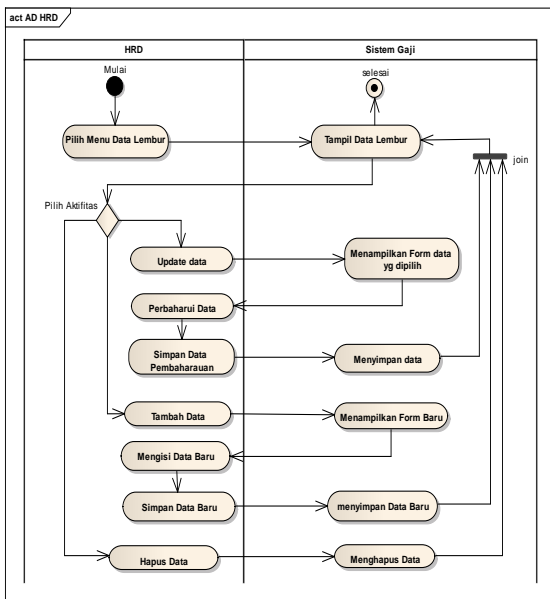 act AD HRD
HRD
Sistem Gaji
Mulai
selesai
Pilih Menu Data Lembur
Tampil Data Lembur
join
Pilih Aktifitas
Update data
Menampilkan Form data
yg dipilih
Perbaharui Data
Simpan Data
Pembaharauan
Menyimpan data
Tambah Data
Menampilkan Form Baru
Mengisi Data Baru
Simpan Data Baru
menyimpan Data Baru
Hapus Data
Menghapus Data